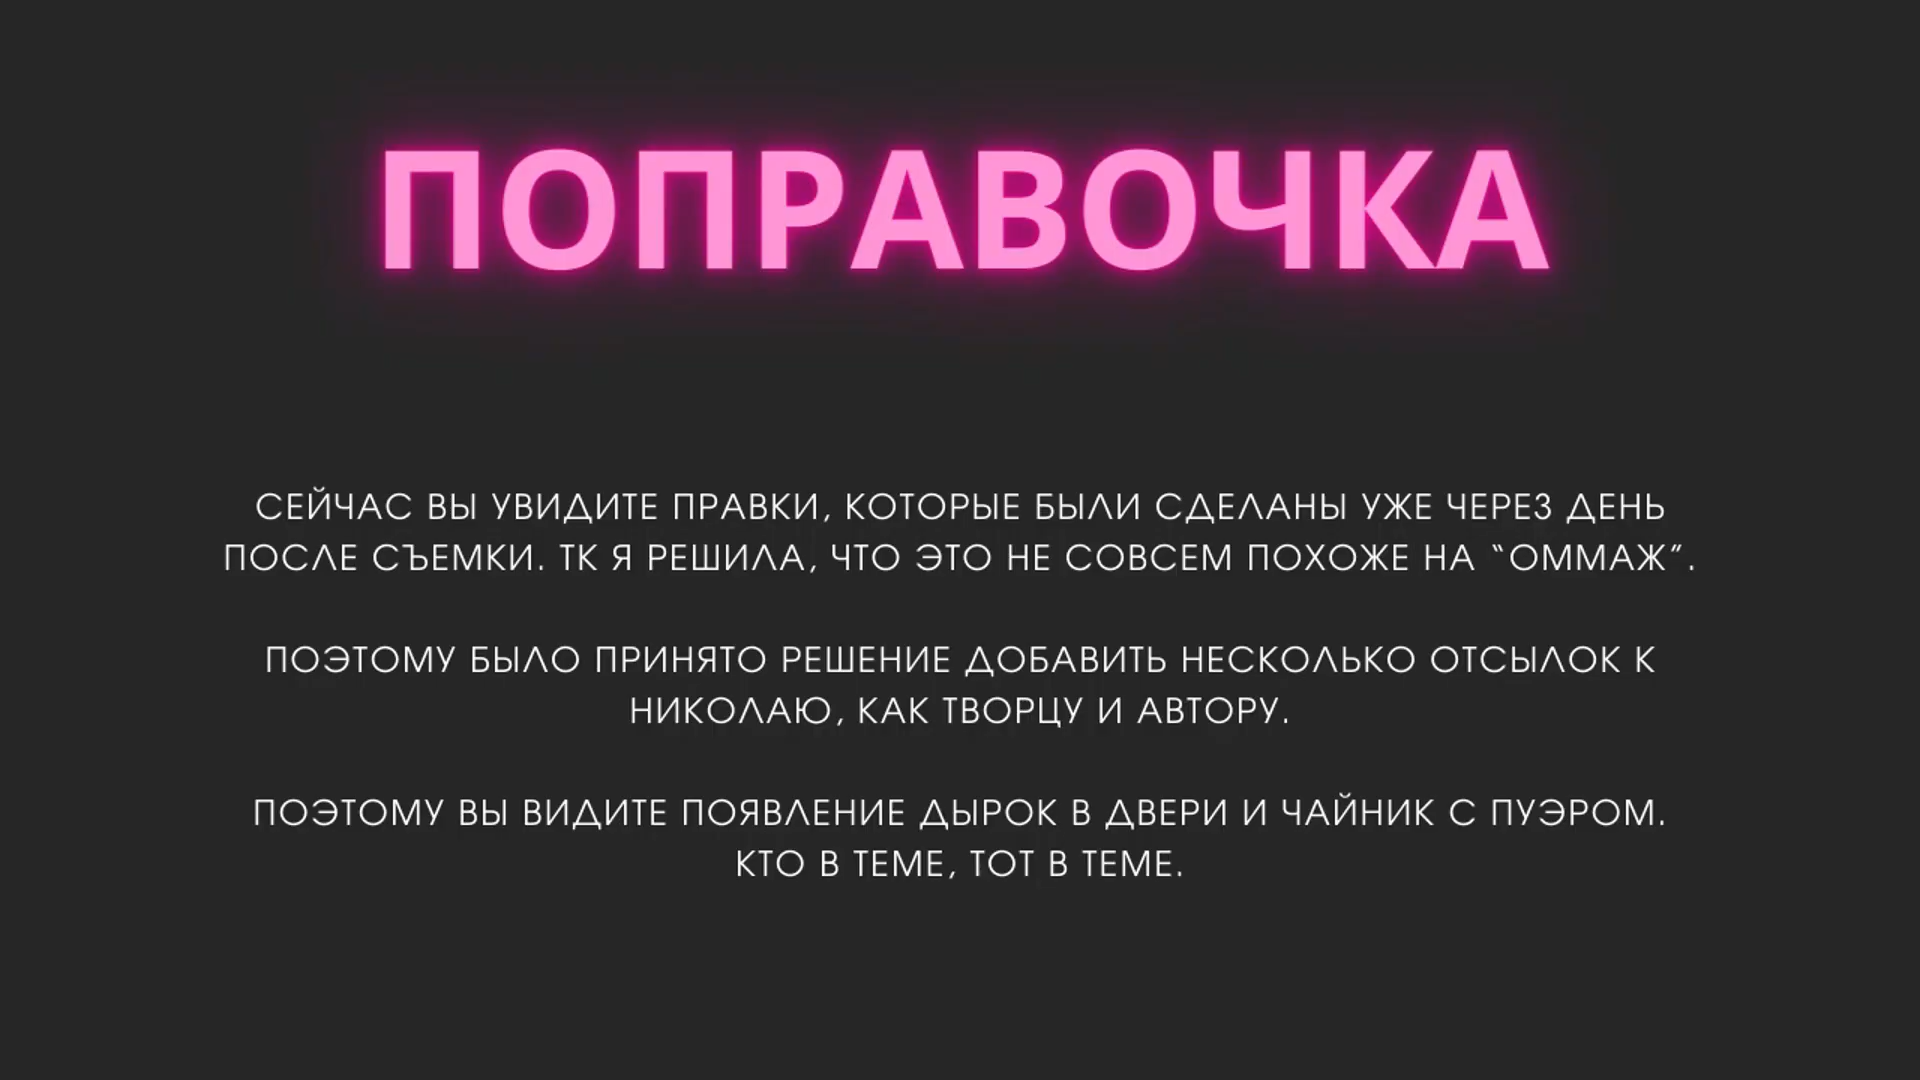 ПОПРАВОЧКА
СЕЙЧАС ВЫ УВИДИТЕ ПРАВКИ, КОТОРЫЕ БЫЛИ СДЕЛАНЫ УЖЕ ЧЕРЕЗ ДЕНЬ
ПОСЛЕ СЪЕМКИ. ТК Я РЕШИЛА, ЧТО ЭТО НЕ СОВСЕМ ПОХОЖЕ НА “ОММАЖ”.
ПОЭТОМУ БЫЛО ПРИНЯТО РЕШЕНИЕ ДОБАВИТЬ НЕСКОЛЬКО ОТСЫЛОК К
НИКОЛАЮ, КАК ТВОРЦУ И АВТОРУ.
ПОЭТОМУ ВЫ ВИДИТЕ ПОЯВЛЕНИЕ ДЫРОК В ДВЕРИ И ЧАЙНИК С ПУЭРОМ.
КТО В ТЕМЕ, ТОТ В ТЕМЕ.